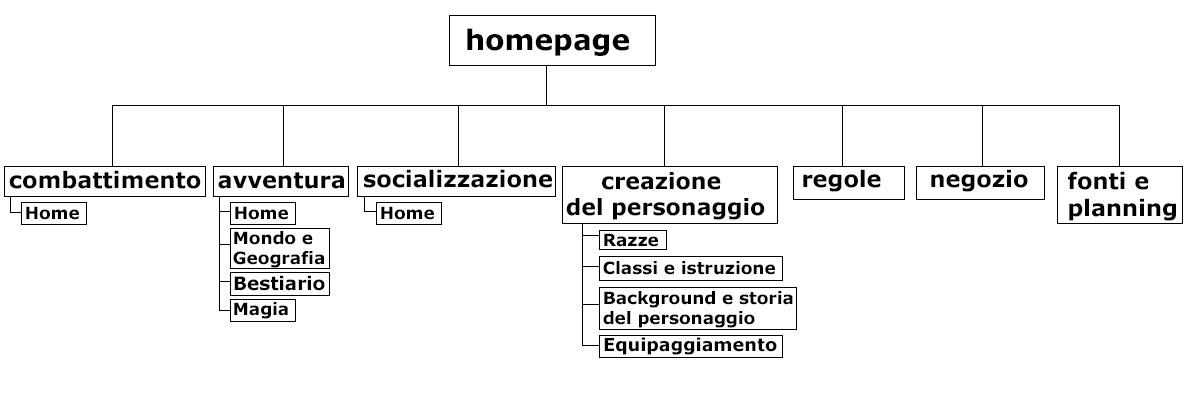 homepage
combattimento
Home
avventura
Home
Mondo e
Geografia
Bestiario
Magia
socializzazione
Home
creazione
del personaggio
Razze
Classi e istruzione
Background e storia
del personaggio
Equipaggiamento
regole
negozio
fonti e
planning